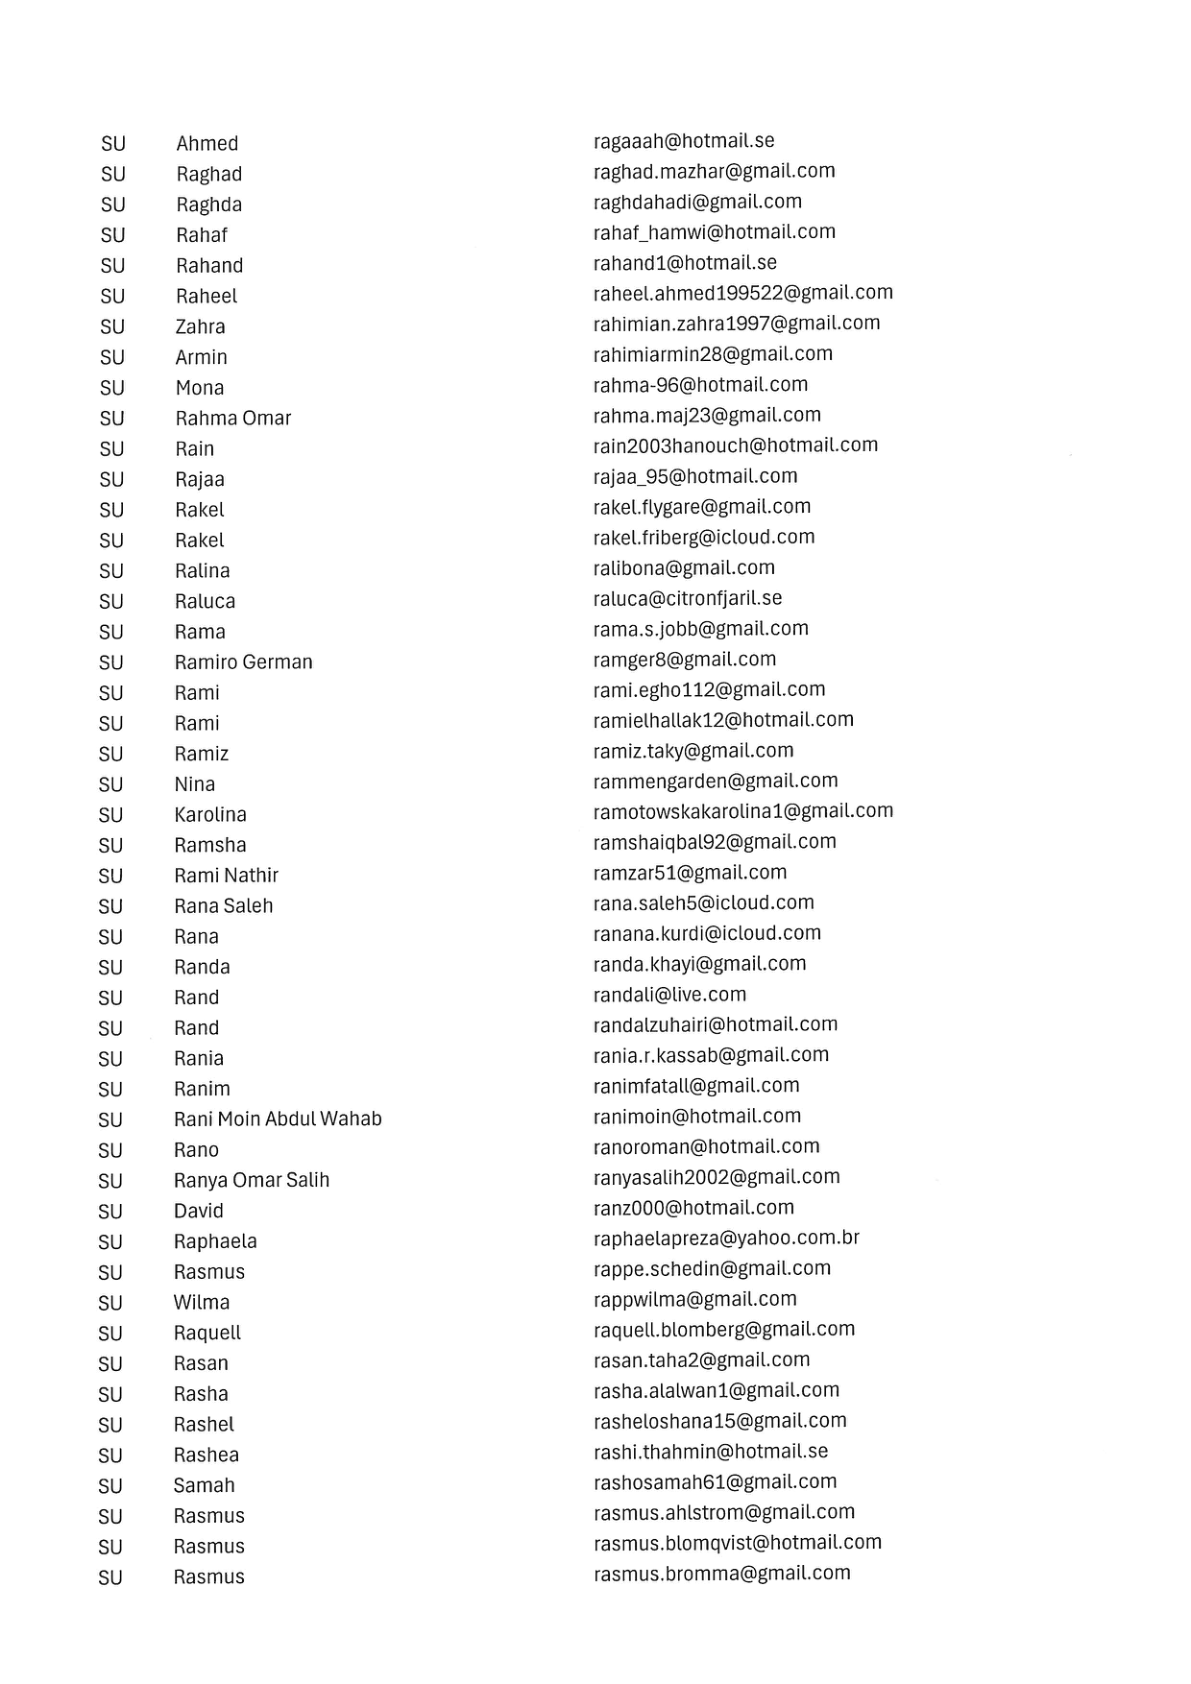 SU Ahmed ragaaah@hotmail.se
SU Raghad raghad.mazhar@gmail.com
SU Raghda raghdahadi@gmail.com
SU Rahaf rahaf_hamwi@hotmail.com
SU Rahand rahand1@hotmail.se
SU Raheel raheel.ahmed199522@gmail.com
SU Zahra rahimian.zahra1997@gmail.com
SU Armin rahimiarmin28@gmail.com
SU Mona rahma-96@hotmail.com
SU Rahma Omar rahma.maj23@gmail.com
SU Rain rain2003hanouch@hotmail.com
SU Rajaa rajaa_95@hotmail.com
SU Rakel rakel.flygare@gmail.com
SU Rakel rakel.friberg@icloud.com
SU Ralina ralibona@gmail.com
SU Raluca raluca@citronfjaril.se
SU Rama rama.s.jobb@gmail.com
SU Ramiro German ramger8@gmail.com
SU Rami rami.egho112@gmail.com
SU Rami ramielhallak12@hotmail.com
SU Ramiz ramiz.taky@gmail.com
SU Nina rammengarden@gmail.com
SU Karolina ramotowskakarolina1@gmail.com
SU Ramsha ramshaiqbal92@gmail.com
SU Rami Nathir ramzar51@gmail.com
SU Rana Saleh rana.saleh5@icloud.com
SU Rana ranana.kurdi@icloud.com
SU Randa randa.khayi@gmail.com
SU Rand randali@live.com
SU Rand randalzuhairi@hotmail.com
SU Rania rania.r.kassab@gmail.com
SU Ranim ranimfatall@gmail.com
SU Rani Moin Abdul Wahab ranimoin@hotmail.com
SU Rano ranoroman@hotmail.com
SU Ranya Omar Salih ranyasalih2002@gmail.com
SU David ranz000@hotmail.com
SU Raphaela raphaelapreza@yahoo.com.br
SU Rasmus rappe.schedin@gmail.com
SU Wilma rappwilma@gmail.com
SU Raquell raquell.blomberg@gmail.com
SU Rasan rasan.taha2@gmail.com
SU Rasha rasha.alalwan1@gmail.com
SU Rashel rasheloshana15@gmail.com
SU Rashea rashi.thahmin@hotmail.se
SU Samah rashosamah61@gmail.com
SU Rasmus rasmus.ahlstrom@gmail.com
SU Rasmus rasmus.blomqvist@hotmail.com
SU Rasmus rasmus.bromma@gmail.com